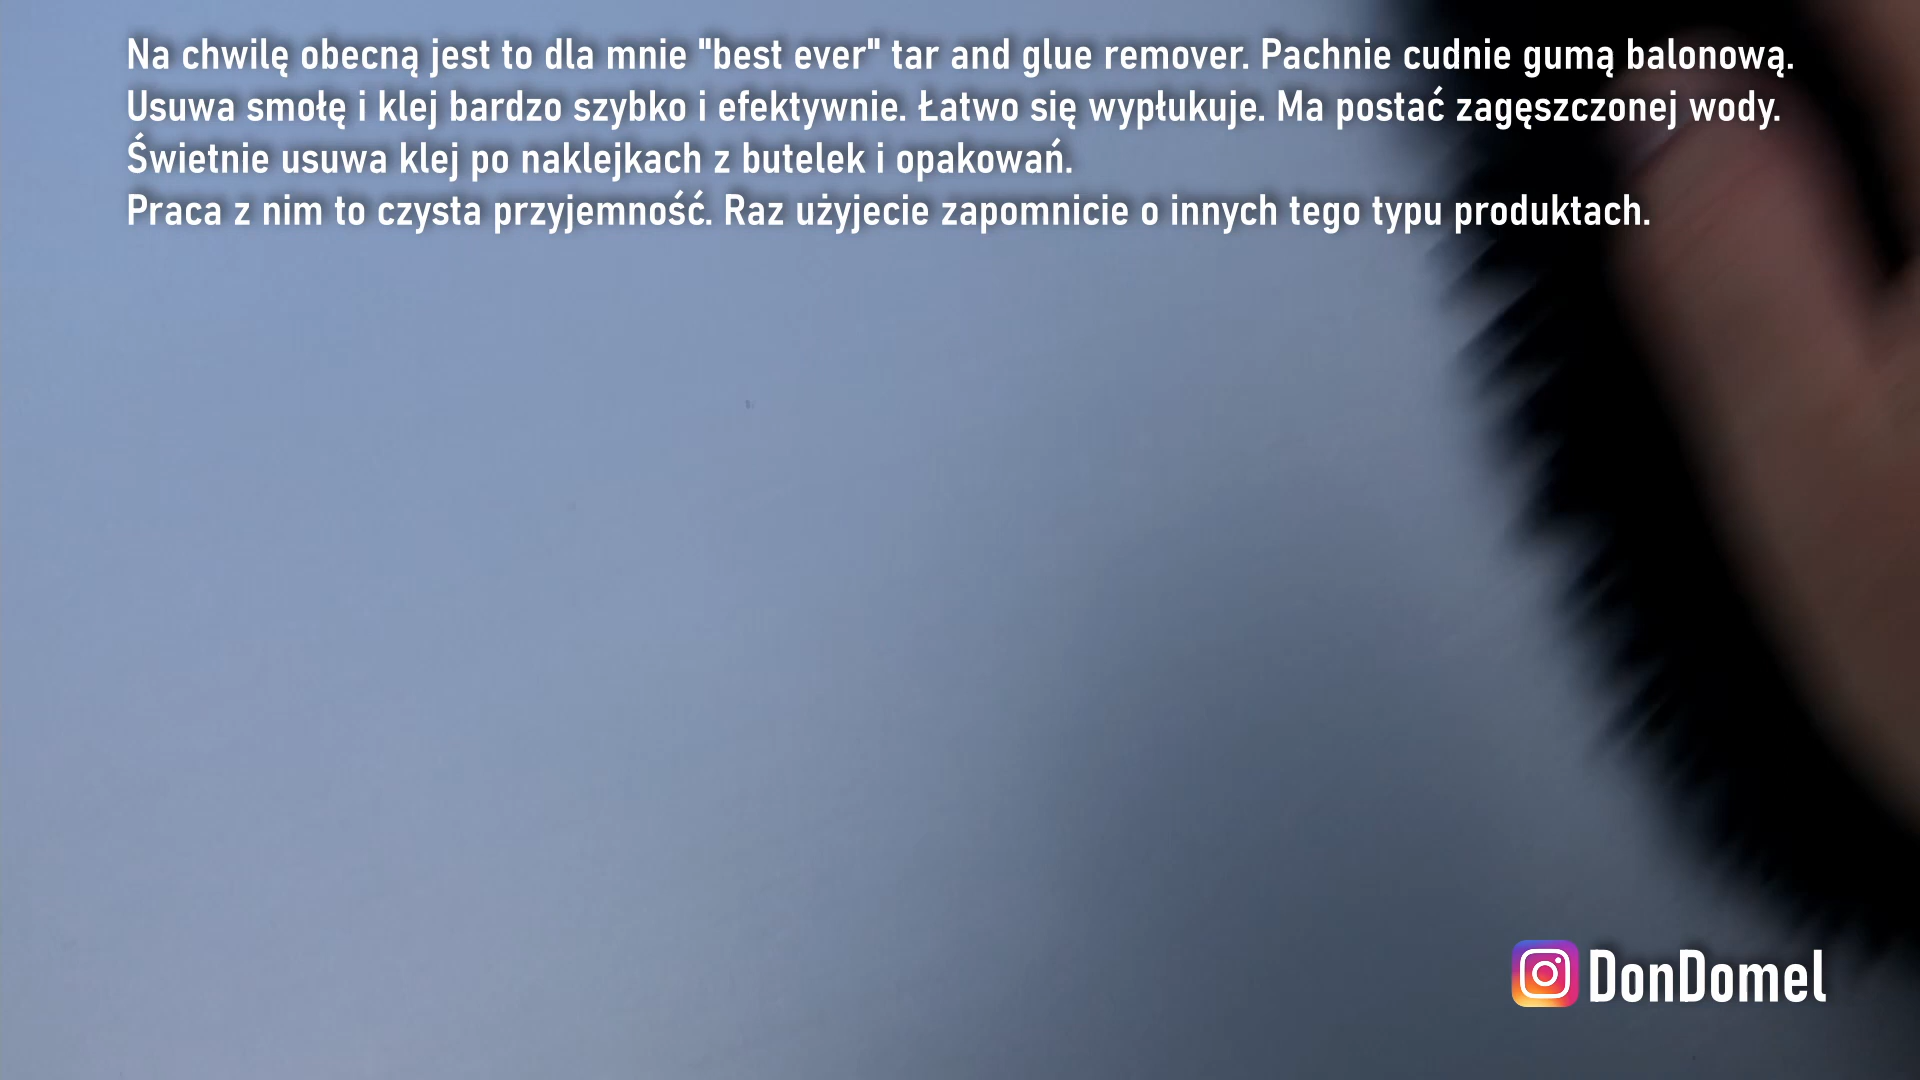 Na chwilę obecną jest to dla mnie "best ever" tar and glue remover. Pachnie cudnie gumą balonową.
Usuwa smołę i klej bardzo szybko i efektywnie. Łatwo się wypłukuje. Ma postać zagęszczonej wody.
Świetnie usuwa klej po naklejkach z butelek i opakowań.
Praca z nim to czysta przyjemność. Raz użyjecie zapomnicie o innych tego typu produktach.
DonDomel